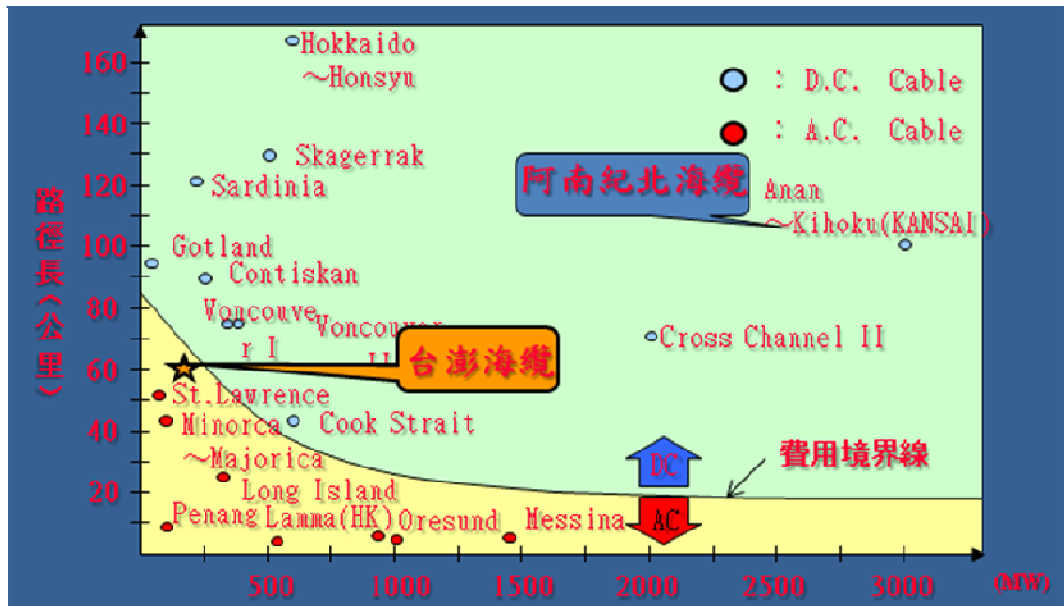 160
140
120
100
80
60
40
20
路徑長(公里)
Hokkaido
～Honsyu
：D.C. Cable
：A.C. Cable
Skagerrak
Sardinia
阿南紀北海纜
Anan
～Kihoku(KANSAI)
Gotland
Contiskan
Woncouve
r I
Voncouver
II
台澎海纜
Cross Channel II
St.Lawrence
Minorca
～Majorica
Cook Strait
Long Island
DC
費用境界線
Penang
Lamma(HK)
Oresund
Messina
AC
500
1000
1500
2000
2500
3000
(MW)